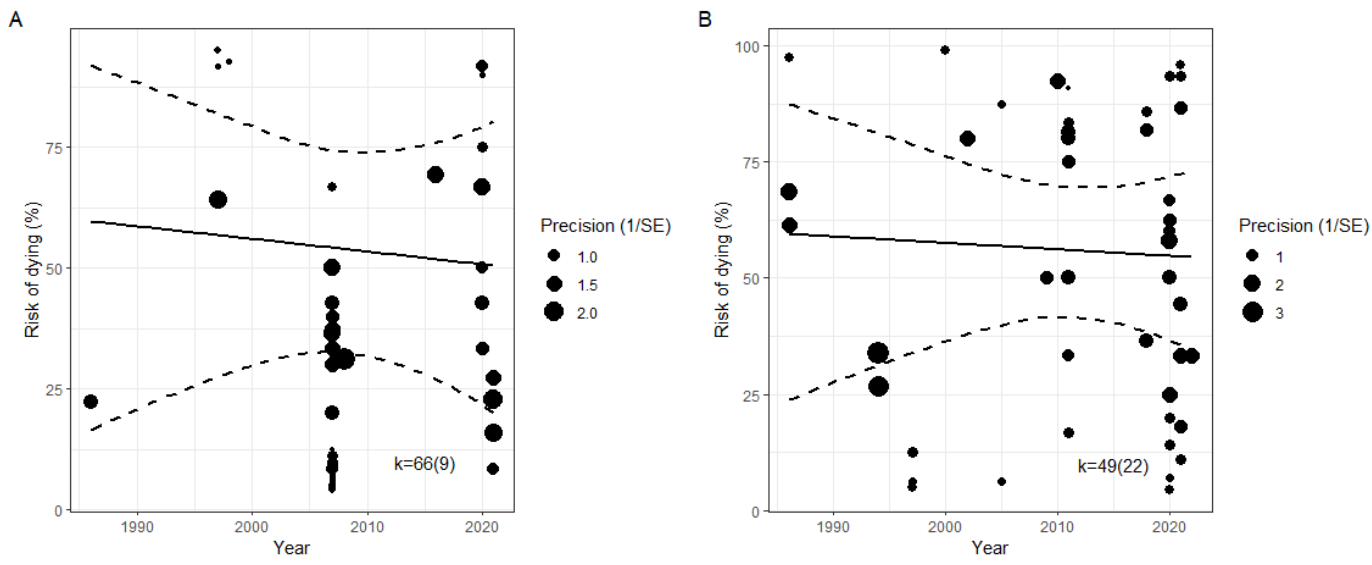 A
Risk of dying (%)
75
50
25
0
1990
2000
2010
2020
Year
k=66(9)
Precision (1/SE)
1.0
1.5
2.0
B
Risk of dying (%)
100
75
50
25
0
1990
2000
2010
2020
Year
k=49(22)
Precision (1/SE)
1
2
3